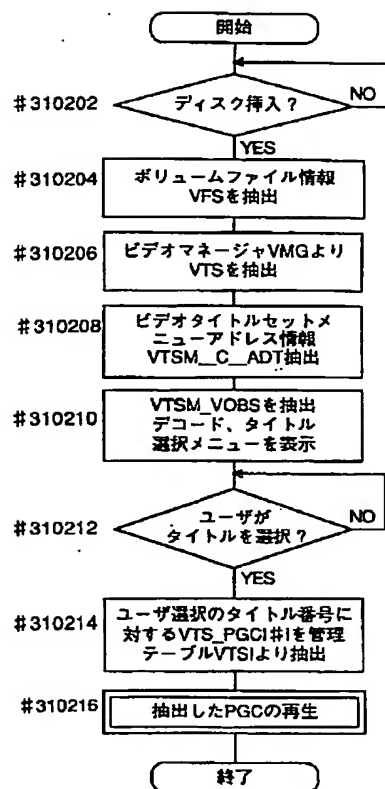 開始
#310202
ディスク挿入?
NO
YES
#310204
ボリュームファイル情報
VFSを抽出
#310206
ビデオマネージャVMGより
VTSを抽出
#310208
ビデオタイトルセットメ
ニューアドレス情報
VTSM__C__ADT抽出
#310210
VTSM_VOBSを抽出
デコード、タイトル
選択メニューを表示
#310212
ユーザが
タイトルを選択?
NO
YES
#310214
ユーザ選択のタイトル番号に
対するVTS_PGCI#Iを管理
テーブルVTSIより抽出
#310216
抽出したPGCの再生
終了